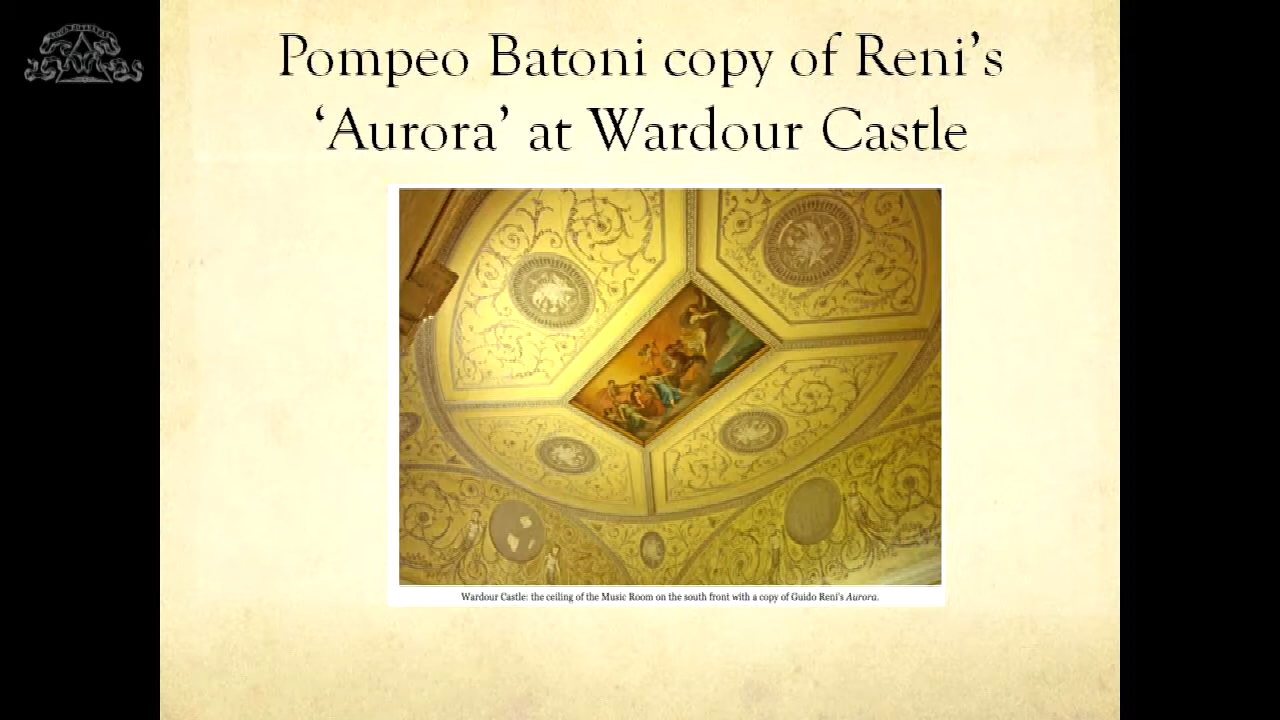 Pompeo Batoni copy of Reni’s
‘Aurora’ at Wardour Castle
Wardour Castle: the ceiling of the Music Room on the south front with a copy of Guido Reni's Aurora.